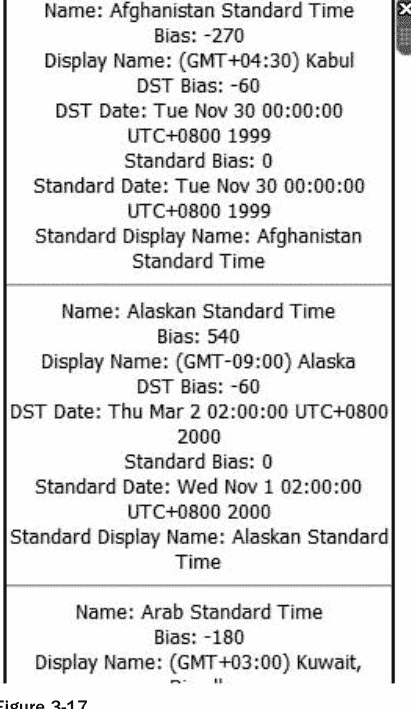 Name: Afghanistan Standard Time
Bias: -270
Display Name: (GMT+04:30) Kabul
DST Bias: -60
DST Date: Tue Nov 30 00:00:00
UTC+0800 1999
Standard Bias: 0
Standard Date: Tue Nov 30 00:00:00
UTC+0800 1999
Standard Display Name: Afghanistan
Standard Time
Name: Alaskan Standard Time
Bias: 540
Display Name: (GMT-09:00) Alaska
DST Bias: -60
DST Date: Thu Mar 2 02:00:00 UTC+0800
2000
Standard Bias: 0
Standard Date: Wed Nov 1 02:00:00
UTC+0800 2000
Standard Display Name: Alaskan Standard
Time
Name: Arab Standard Time
Bias: -180
Display Name: (GMT+03:00) Kuwait,
Figure 3-17